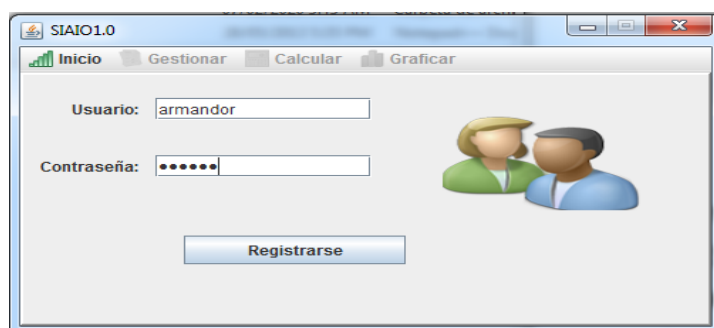 SIAIO1.0
Inicio Gestionar Calcular Graficar
Usuario: armandor
Contraseña: ••••••
Registrarse